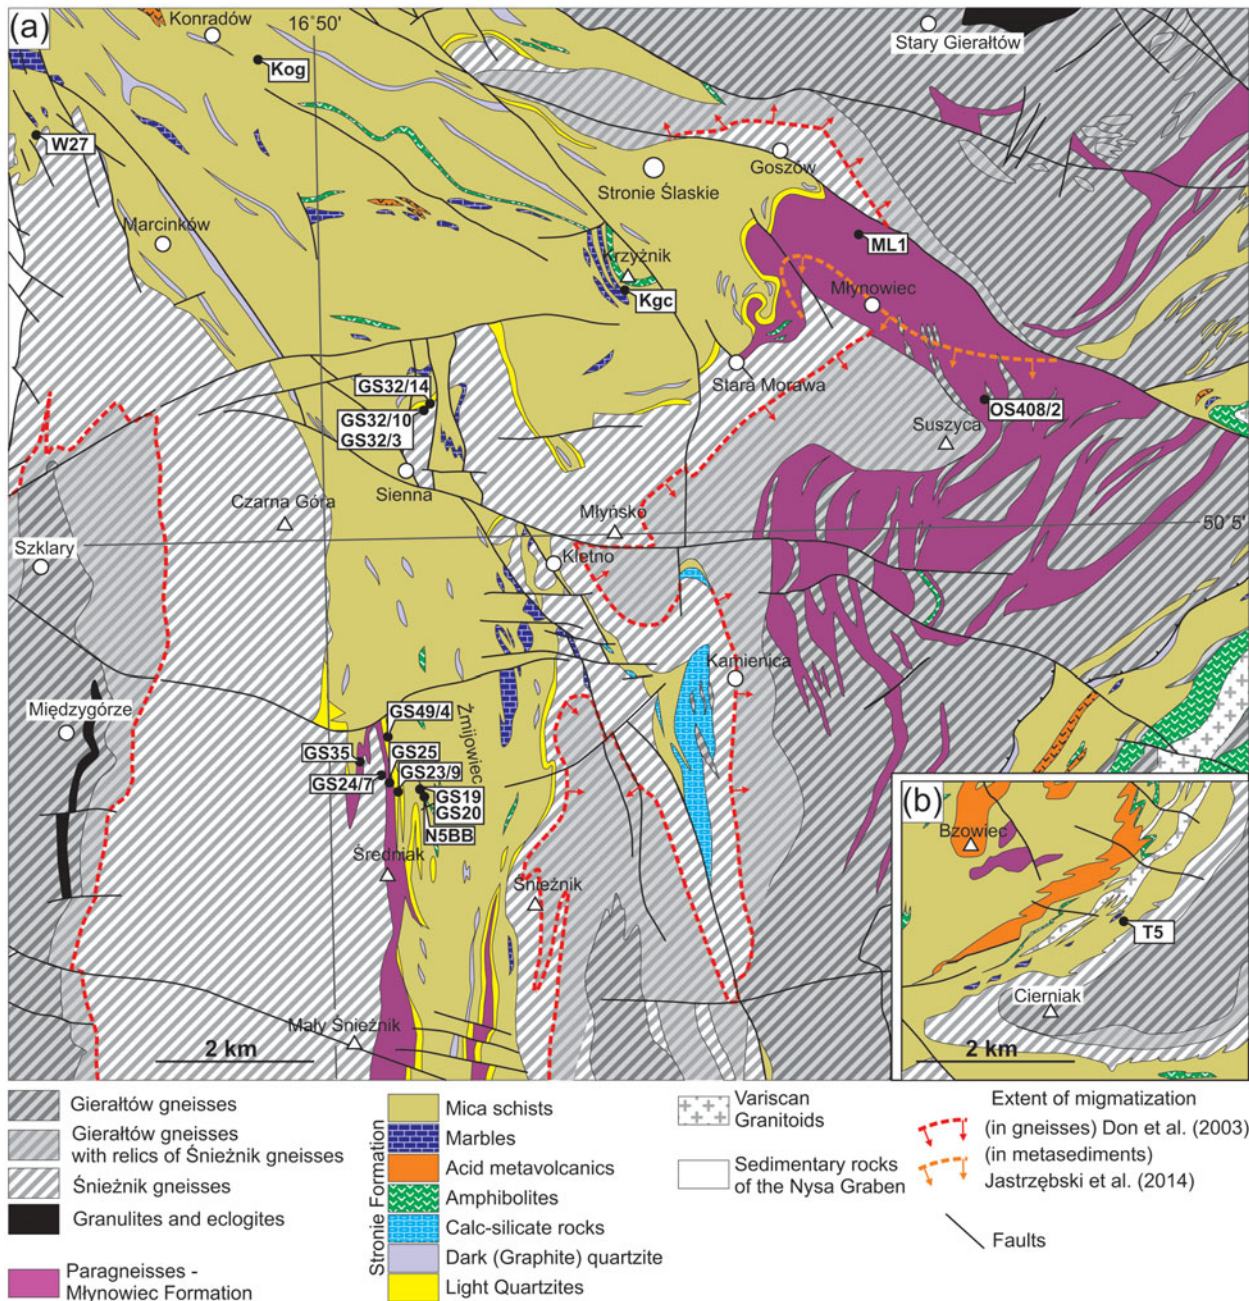 (a)
Konradów
16 50'
Stary Gierałtów
Kog
W27
Goszów
Stronie Ślaskie
Marcinków
ML1
Krzyżnik
Kgc
Młynowiec
Stara Morawa
GS32/14
GS32/10
GS32/3
OS408/2
Suszyca
Sienna
Czarna Góra
Młyńsko
50 5'
Szklary
Kletno
Kamienica
Międzygórze
Żmijowiec
GS49/4
GS35
GS25
GS24/7
GS23/9
GS19
GS20
N5BB
Średniak
Śnieżnik
Mały Śnieżnik
2 km
(b)
Bzowiec
T5
Cierniak
2 km
Gierałtów gneisses
Gierałtów gneisses
with relics of Śnieżnik gneisses
Śnieżnik gneisses
Granulites and eclogites
Paragneisses -
Młynowiec Formation
Stronie Formation
Mica schists
Marbles
Acid metavolcanics
Amphibolites
Calc-silicate rocks
Dark (Graphite) quartzite
Light Quartzites
Variscan
Granitoids
Sedimentary rocks
of the Nysa Graben
Extent of migmatization
(in gneisses) Don et al. (2003)
(in metasediments)
Jastrzębski et al. (2014)
Faults